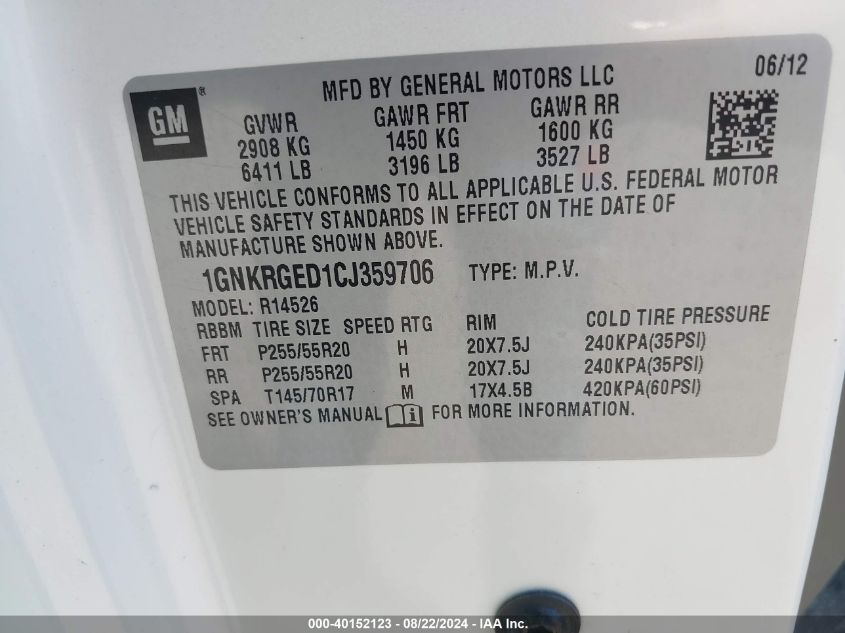 MFD BY GENERAL MOTORS LLC 06/12
GM ®
GVWR GAWR FRT GAWR RR
2908 KG 1450 KG 1600 KG
6411 LB 3196 LB 3527 LB
THIS VEHICLE CONFORMS TO ALL APPLICABLE U.S. FEDERAL MOTOR
VEHICLE SAFETY STANDARDS IN EFFECT ON THE DATE OF
MANUFACTURE SHOWN ABOVE.
1GNKRGED1CJ359706 TYPE: M.P.V.
MODEL: R14526
RBBM TIRE SIZE SPEED RTG RIM COLD TIRE PRESSURE
FRT P255/55R20 H 20X7.5J 240KPA(35PSI)
RR P255/55R20 H 20X7.5J 240KPA(35PSI)
SPA T145/70R17 M 17X4.5B 420KPA(60PSI)
SEE OWNER'S MANUAL i FOR MORE INFORMATION.
000-40152123 - 08/22/2024 - IAA Inc.